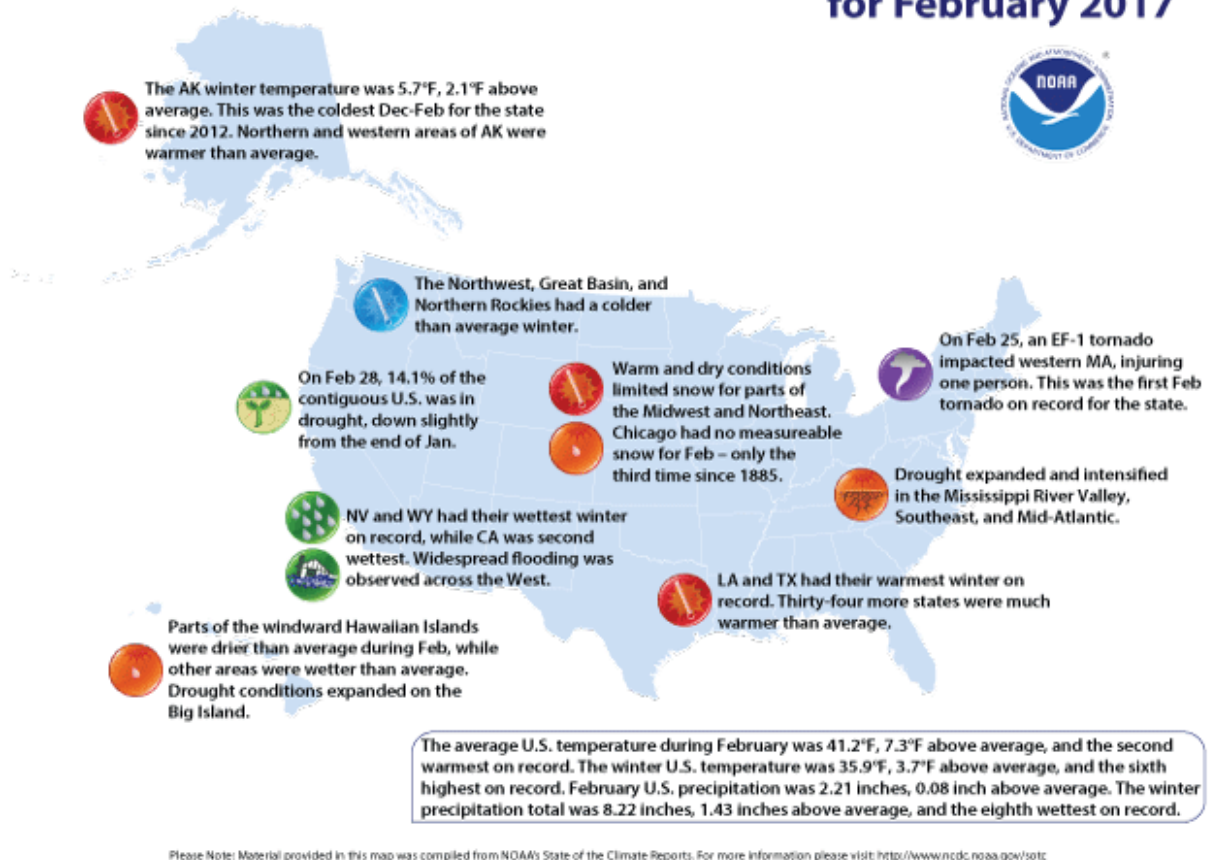 for February 2017
NATIONAL OCEANIC AND ATMOSPHERIC ADMINISTRATION
NOAA
U.S. DEPARTMENT OF COMMERCE
®
The AK winter temperature was 5.7°F, 2.1°F above
average. This was the coldest Dec-Feb for the state
since 2012. Northern and western areas of AK were
warmer than average.
The Northwest, Great Basin, and
Northern Rockies had a colder
than average winter.
On Feb 25, an EF-1 tornado
impacted western MA, injuring
one person. This was the first Feb
tornado on record for the state.
On Feb 28, 14.1% of the
contiguous U.S. was in
drought, down slightly
from the end of Jan.
Warm and dry conditions
limited snow for parts of
the Midwest and Northeast.
Chicago had no measureable
snow for Feb – only the
third time since 1885.
Drought expanded and intensified
in the Mississippi River Valley,
Southeast, and Mid-Atlantic.
NV and WY had their wettest winter
on record, while CA was second
wettest. Widespread flooding was
observed across the West.
LA and TX had their warmest winter on
record. Thirty-four more states were much
warmer than average.
Parts of the windward Hawaiian Islands
were drier than average during Feb, while
other areas were wetter than average.
Drought conditions expanded on the
Big Island.
The average U.S. temperature during February was 41.2°F, 7.3°F above average, and the second
warmest on record. The winter U.S. temperature was 35.9°F, 3.7°F above average, and the sixth
highest on record. February U.S. precipitation was 2.21 inches, 0.08 inch above average. The winter
precipitation total was 8.22 inches, 1.43 inches above average, and the eighth wettest on record.
Please Note: Material provided in this map was compiled from NOAA's State of the Climate Reports. For more information please visit: http://www.ncdc.noaa.gov/sotc